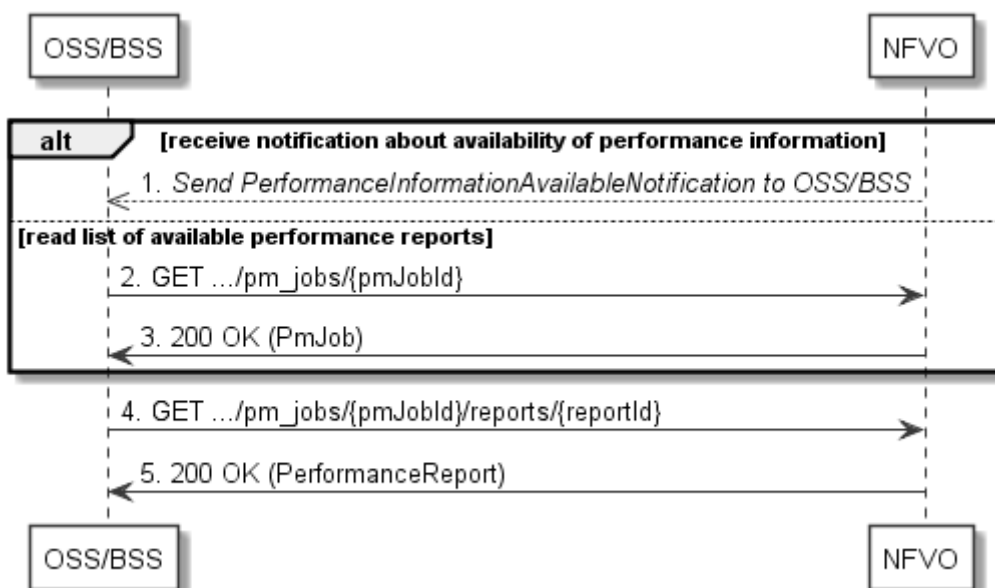 OSS/BSS NFVO
alt [receive notification about availability of performance information]
1. Send PerformanceInformationAvailableNotification to OSS/BSS
[read list of available performance reports]
2. GET .../pm_jobs/{pmJobId}
3. 200 OK (PmJob)
4. GET .../pm_jobs/{pmJobId}/reports/{reportId}
5. 200 OK (PerformanceReport)
OSS/BSS NFVO